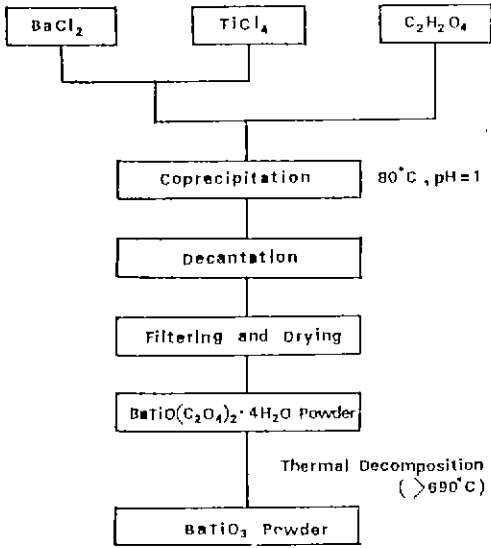 BaCl₂ TiCl₄ C₂H₂O₄
Coprecipitation 80°C, pH=1
Decantation
Filtering and Drying
BaTiO(C₂O₄)₂·4H₂O Powder
Thermal Decomposition
( >690°C)
BaTiO₃ Powder